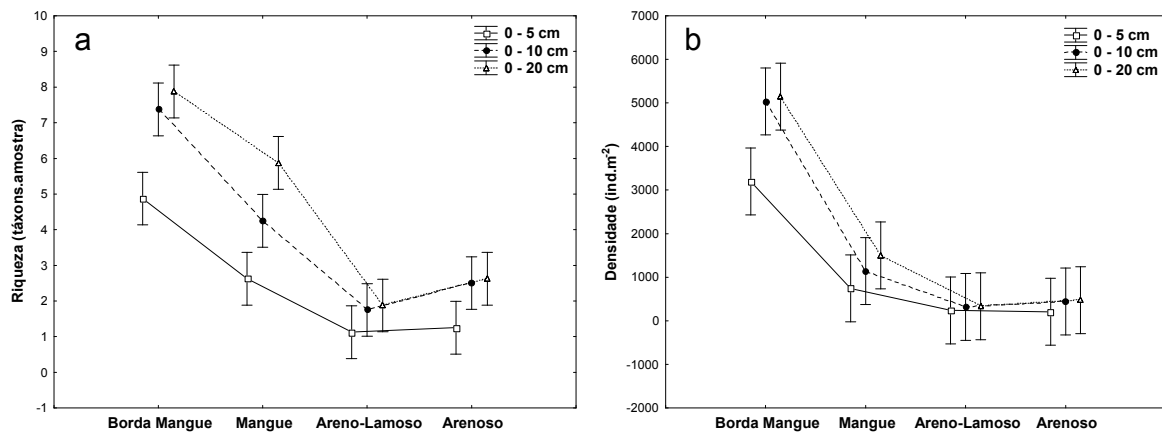 a
0 - 5 cm
0 - 10 cm
0 - 20 cm
Riqueza (táxons.amostra)
10
9
8
7
6
5
4
3
2
1
0
-1
Borda Mangue Mangue Areno-Lamoso Arenoso
b
0 - 5 cm
0 - 10 cm
0 - 20 cm
Densidade (ind.m-2)
7000
6000
5000
4000
3000
2000
1000
0
-1000
-2000
Borda Mangue Mangue Areno-Lamoso Arenoso